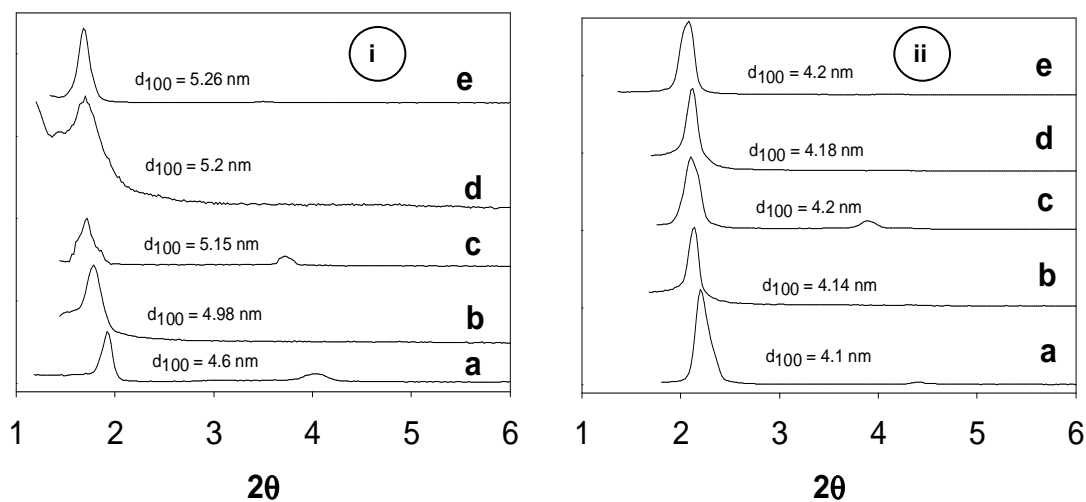 i
d100 = 5.26 nm
e
d100 = 5.2 nm
d
d100 = 5.15 nm
c
d100 = 4.98 nm
b
d100 = 4.6 nm
a
1 2 3 4 5 6
2θ
ii
d100 = 4.2 nm
e
d100 = 4.18 nm
d
d100 = 4.2 nm
c
d100 = 4.14 nm
b
d100 = 4.1 nm
a
1 2 3 4 5 6
2θ